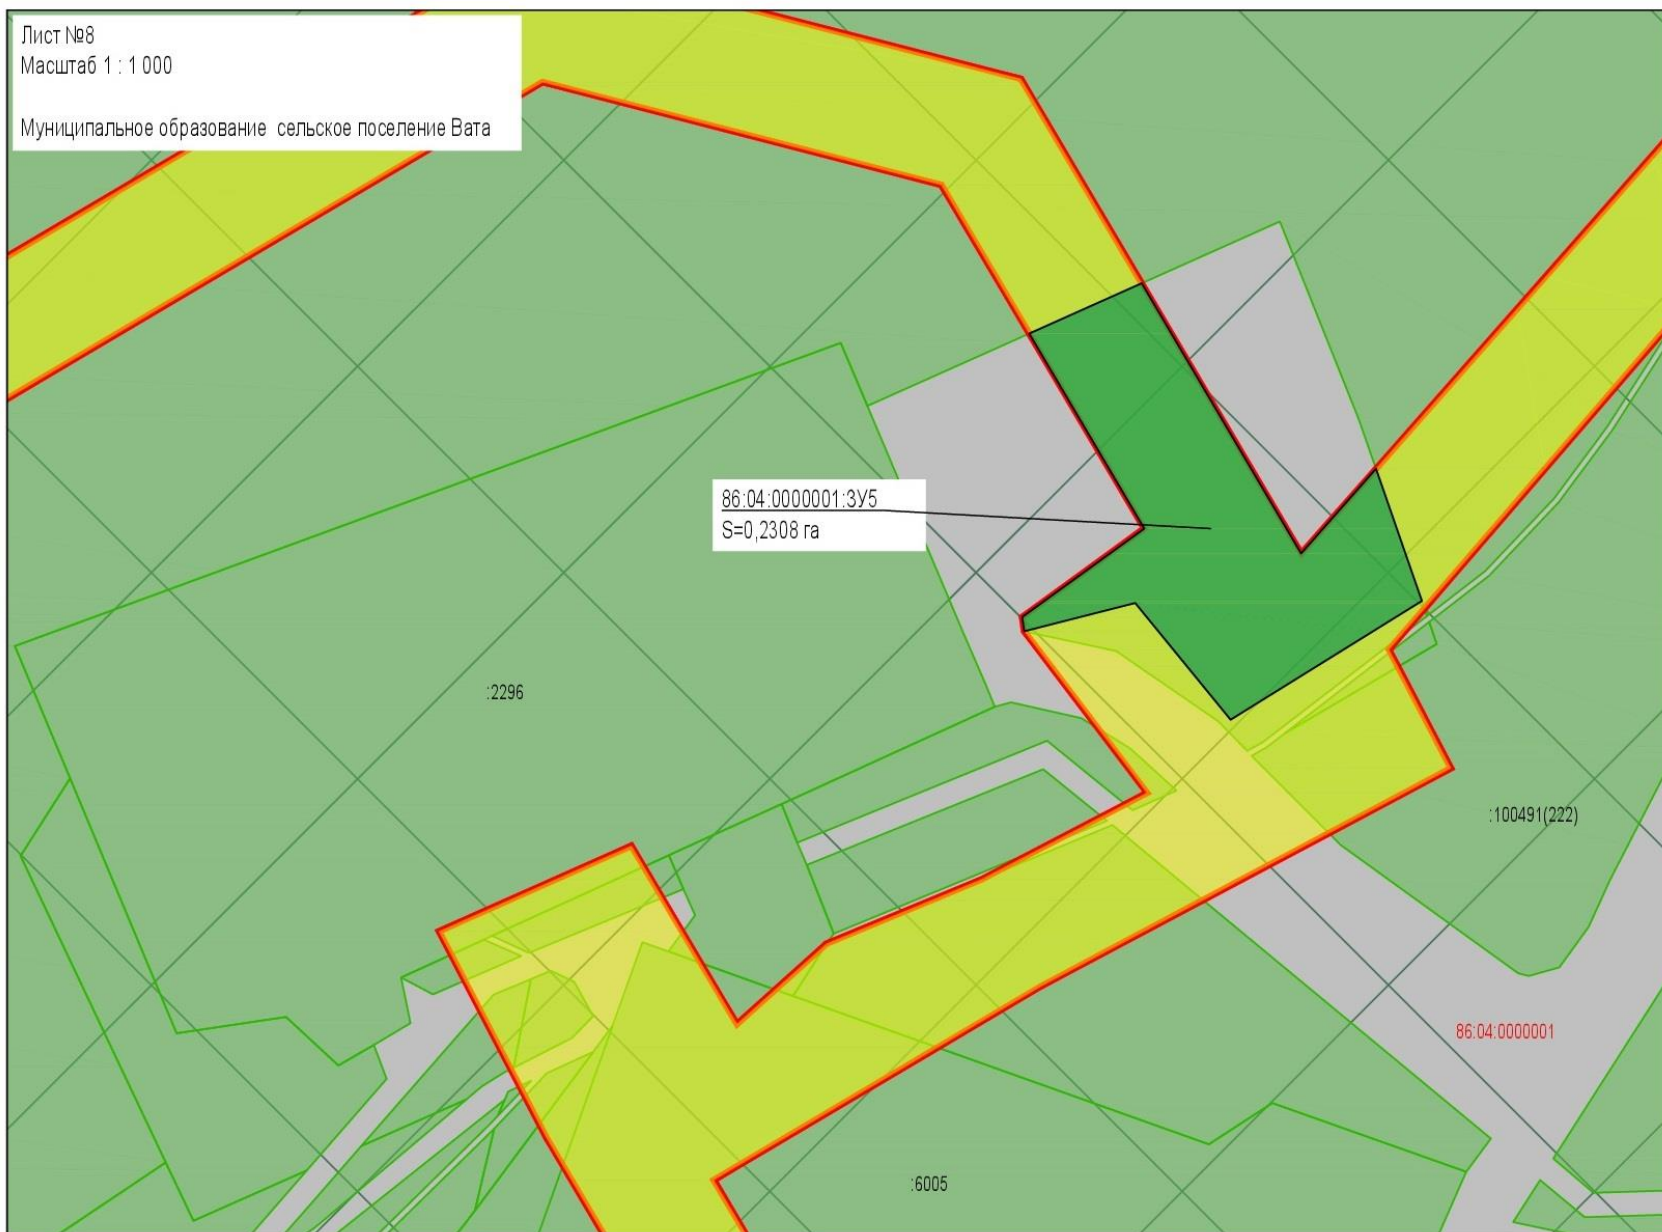 Лист №8
Масштаб 1 : 1 000
Муниципальное образование сельское поселение Вата
86:04:0000001:ЗУ5
S=0,2308 га
:2296
:100491(222)
86:04:0000001
:6005